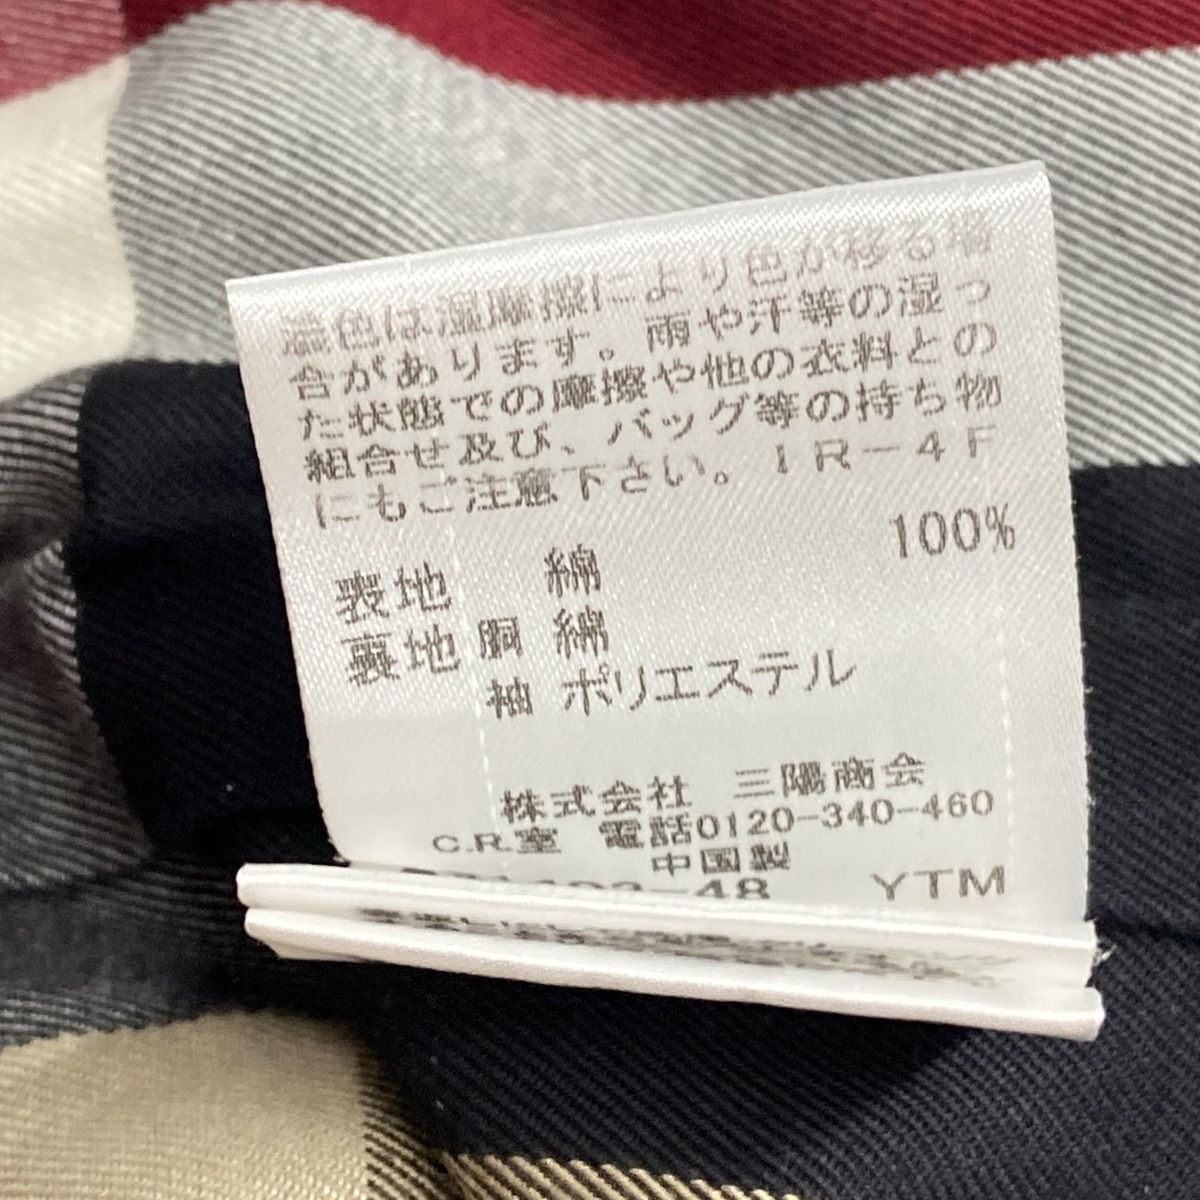 濃色は湿摩擦により色が移る場
合があります。雨や汗等の湿っ
た状態での摩擦や他の衣料との
組合せ及び、バッグ等の持ち物
にもご注意下さい。IR-4F
100%
表地 綿
裏地 胴 綿
袖 ポリエステル
株式会社 三陽商会
C.R.室 電話0120-340-460
中国製
-48 YTM